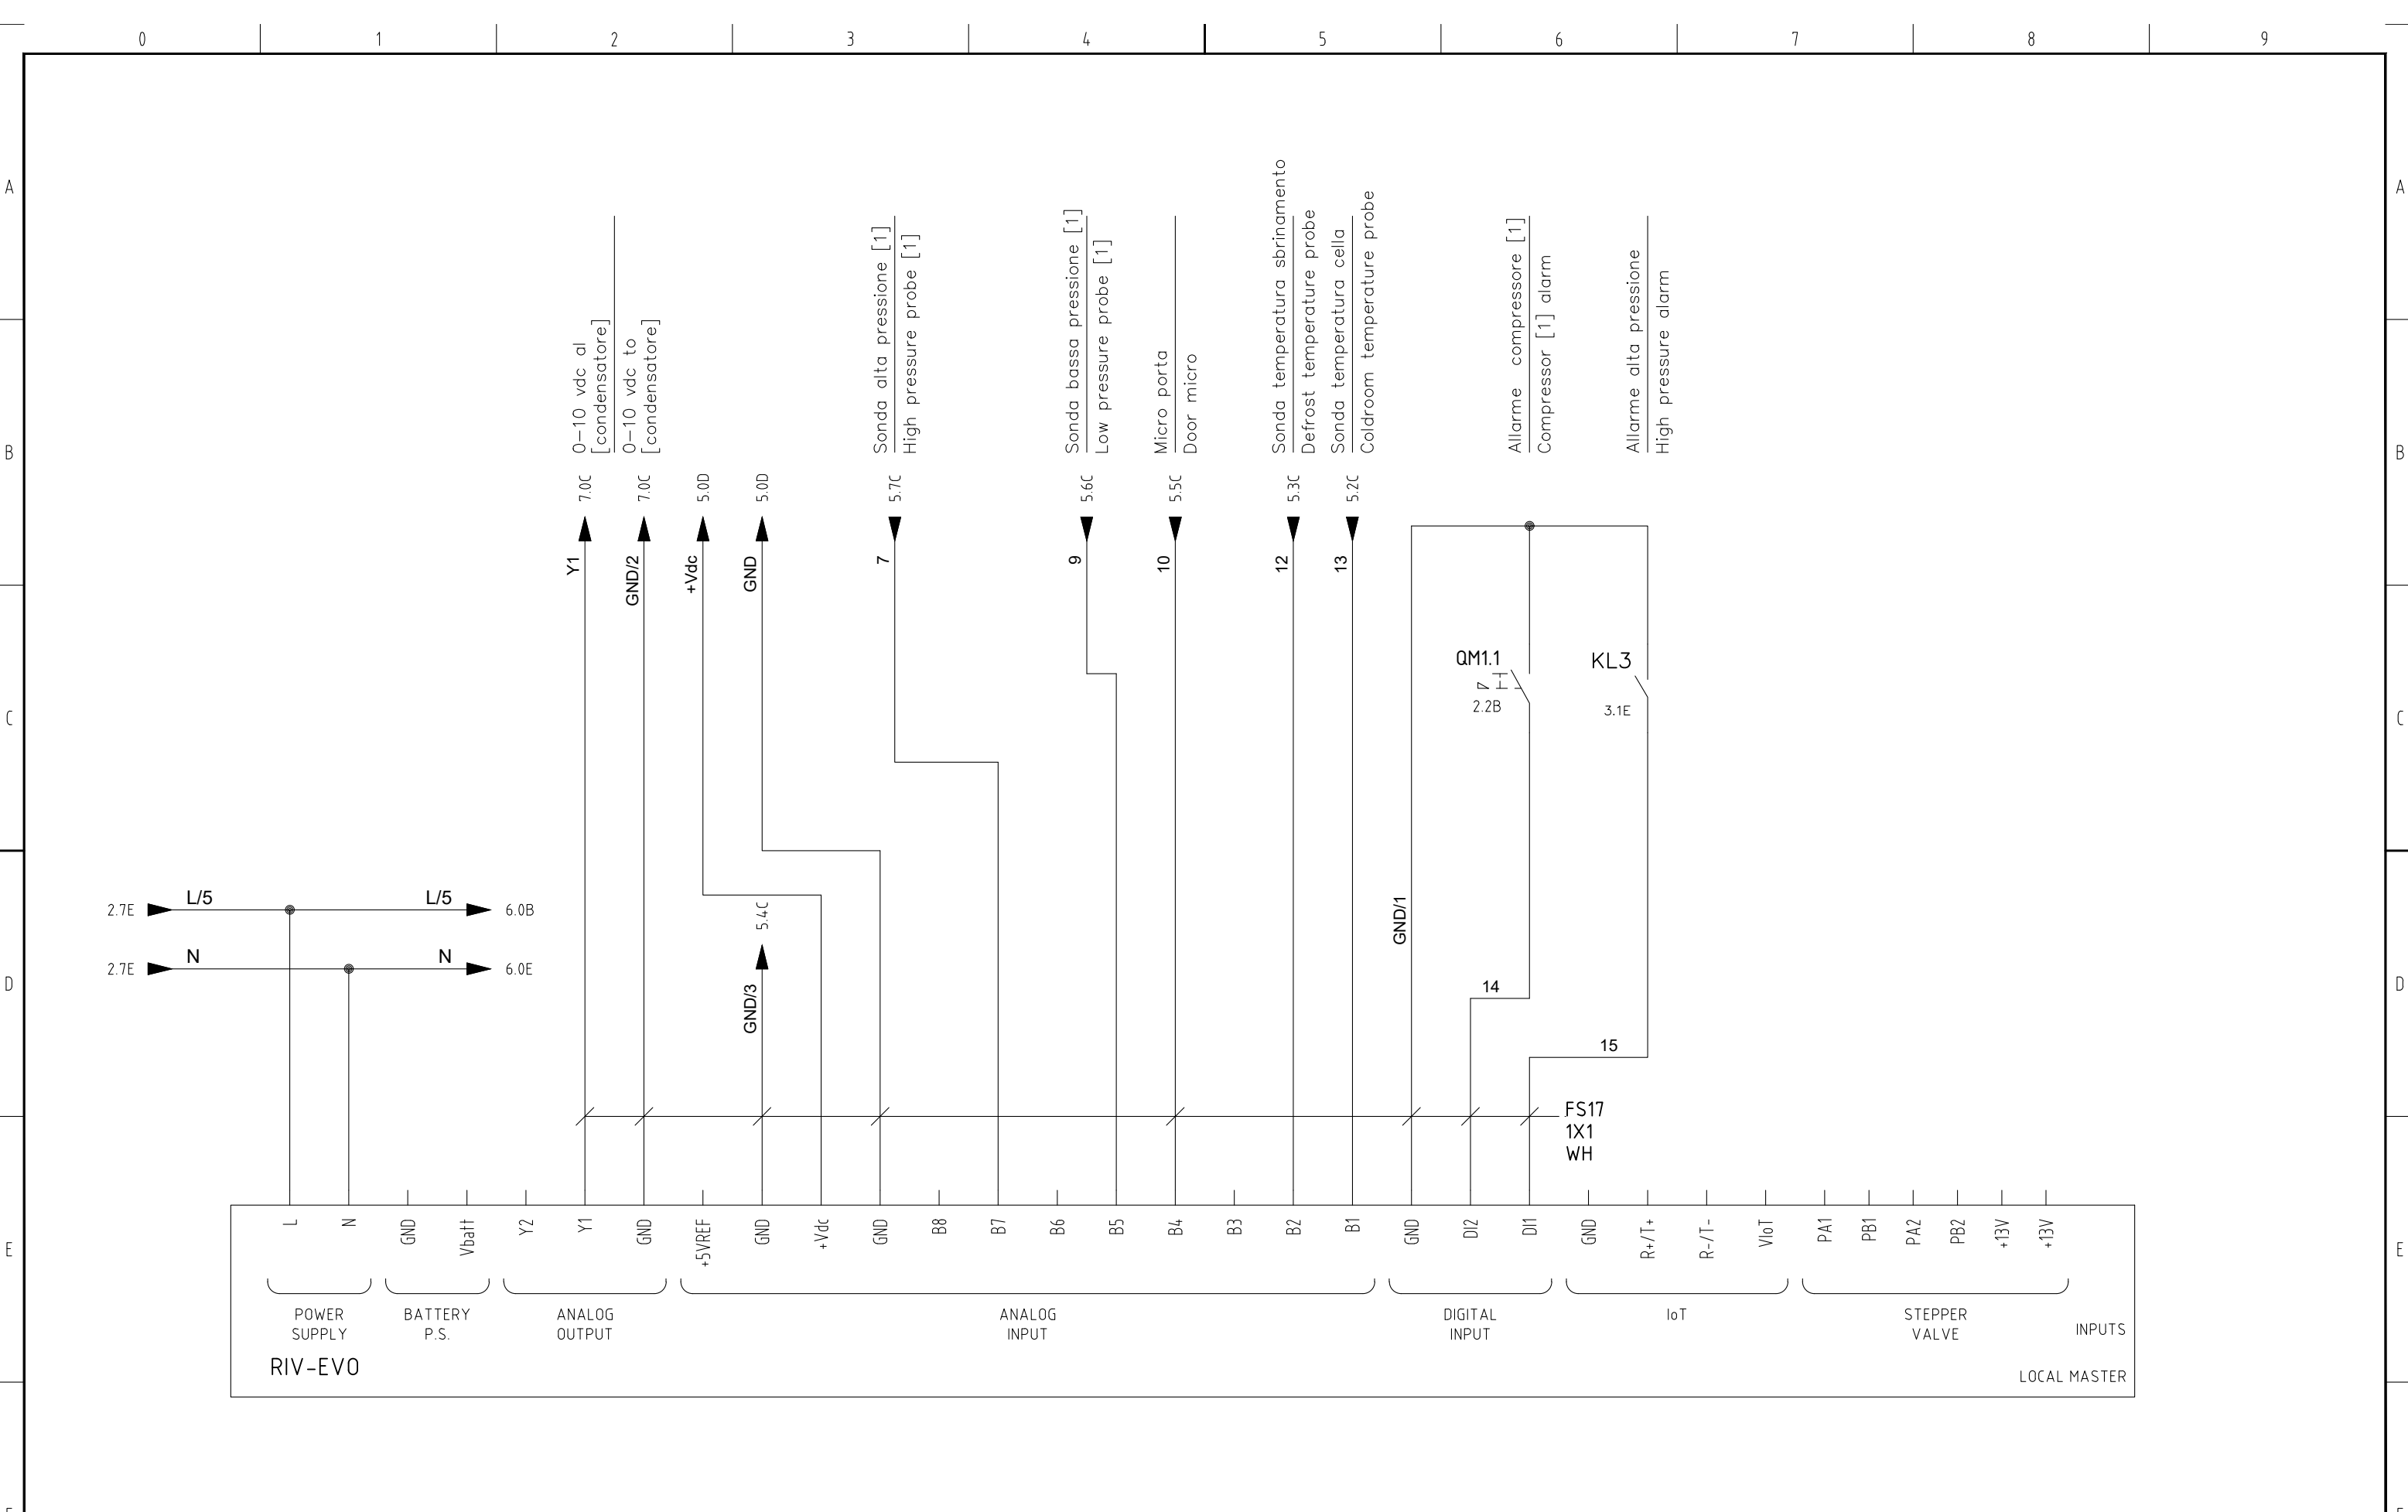 0 1 2 3 4 5 6 7 8 9
A A
B B
C C
D D
E E
0-10 vdc al
[condensatore]
0-10 vdc to
[condensatore]
Sonda alta pressione [1]
High pressure probe [1]
Sonda bassa pressione [1]
Low pressure probe [1]
Micro porta
Door micro
Sonda temperatura sbrinamento
Defrost temperature probe
Sonda temperatura cella
Coldroom temperature probe
Allarme compressore [1]
Compressor [1] alarm
Allarme alta pressione
High pressure alarm
7.0C 7.0C 5.0D 5.0D 5.7C 5.6C 5.5C 5.3C 5.2C
Y1 GND/2 +Vdc GND 7 9 10 12 13
QM1.1
2.2B
KL3
3.1E
2.7E L/5 L/5 6.0B
2.7E N N 6.0E
5.4C
GND/3
GND/1
14
15
FS17
1X1
WH
L N GND Vbatt Y2 Y1 GND +5VREF GND +Vdc GND B8 B7 B6 B5 B4 B3 B2 B1 GND DI2 DI1 GND R+/T+ R-/T- VIoT PA1 PB1 PA2 PB2 +13V +13V
POWER
SUPPLY
BATTERY
P.S.
ANALOG
OUTPUT
ANALOG
INPUT
DIGITAL
INPUT
IoT
STEPPER
VALVE
INPUTS
RIV-EVO
LOCAL MASTER